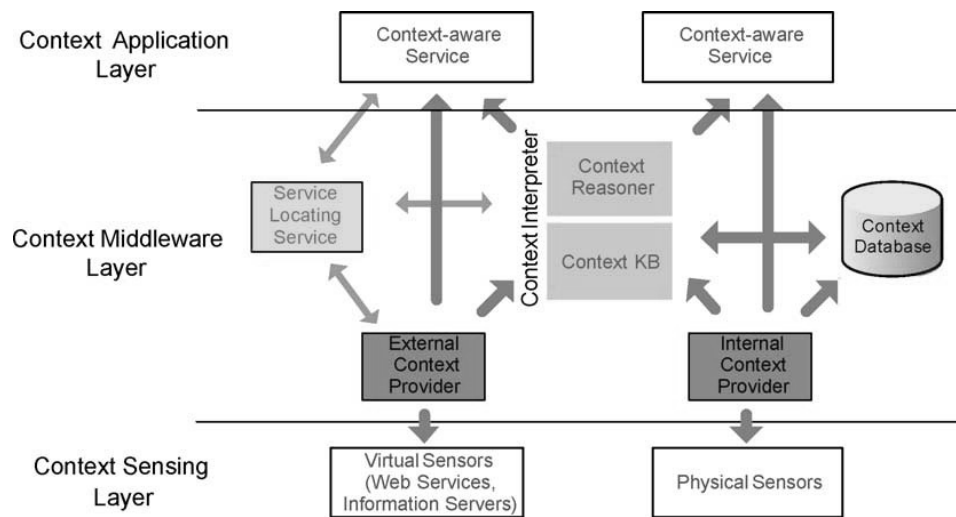 Context Application
Layer
Context-aware
Service
Context-aware
Service
Context Middleware
Layer
Service
Locating
Service
Context Interpreter
Context
Reasoner
Context KB
Context
Database
External
Context
Provider
Internal
Context
Provider
Context Sensing
Layer
Virtual Sensors
(Web Services,
Information Servers)
Physical Sensors